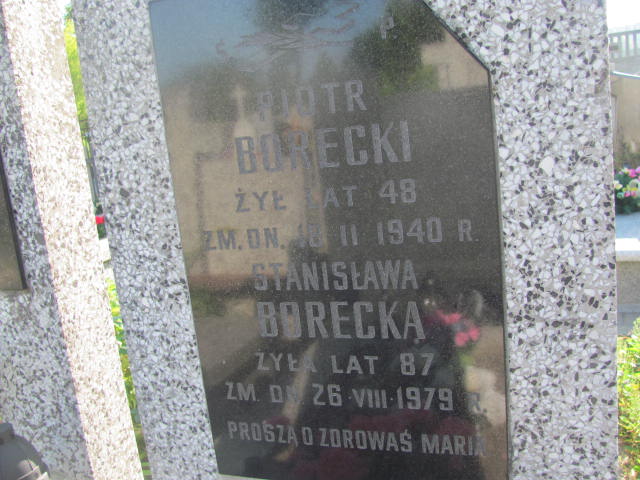 Ś P
PIOTR
BORECKI
ŻYŁ LAT 48
ZM. DN. 18 II 1940 R.
STANISŁAWA
BORECKA
ŻYŁA LAT 87
ZM. DN 26 VIII 1979 R.
PROSZĄ O ZDROWAŚ MARIA